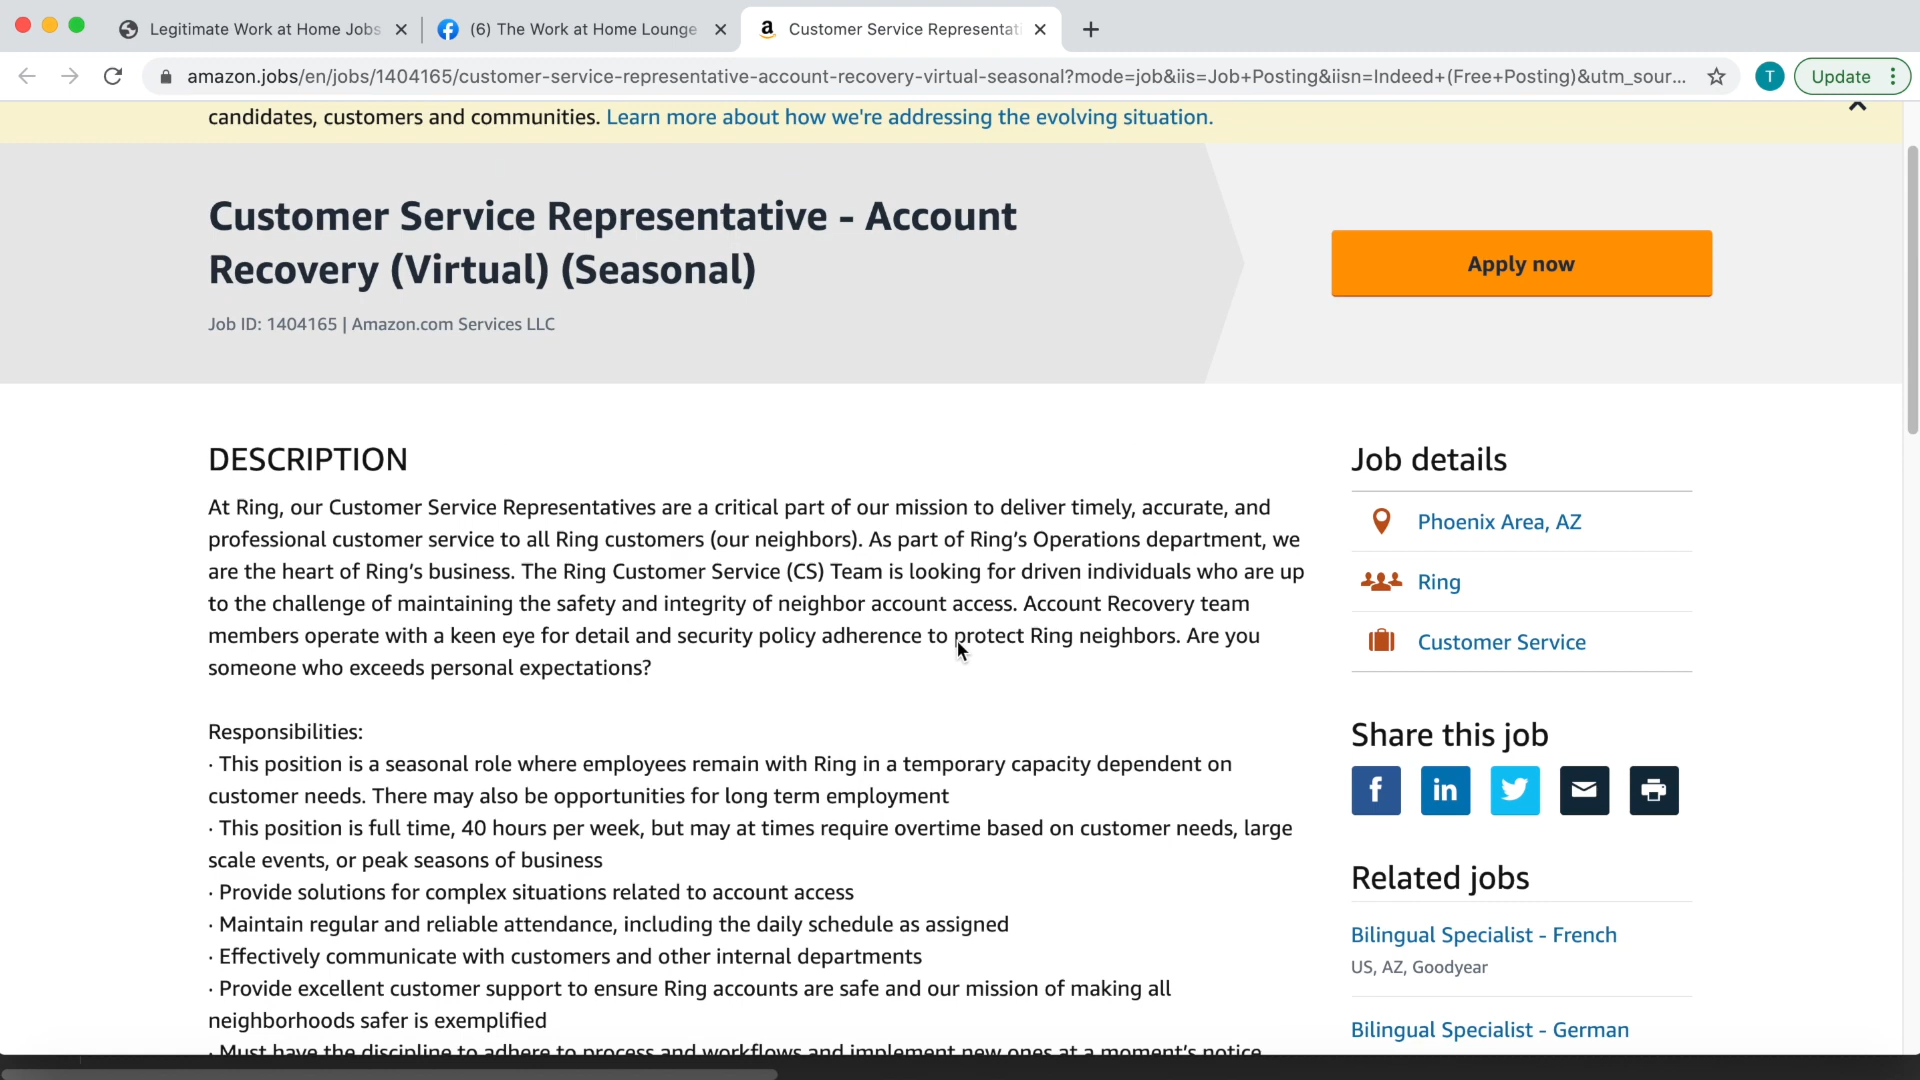 Legitimate Work at Home Jobs
(6) The Work at Home Lounge
a
Customer Service Representati
amazon.jobs/en/jobs/1404165/customer-service-representative-account-recovery-virtual-seasonal?mode=job&iis=Job+Posting&iisn=Indeed+(Free+Posting)&utm_sour...
T
Update
candidates, customers and communities. Learn more about how we're addressing the evolving situation.
Customer Service Representative - Account
Recovery (Virtual) (Seasonal)
Job ID: 1404165 | Amazon.com Services LLC
Apply now
DESCRIPTION
At Ring, our Customer Service Representatives are a critical part of our mission to deliver timely, accurate, and
professional customer service to all Ring customers (our neighbors). As part of Ring’s Operations department, we
are the heart of Ring’s business. The Ring Customer Service (CS) Team is looking for driven individuals who are up
to the challenge of maintaining the safety and integrity of neighbor account access. Account Recovery team
members operate with a keen eye for detail and security policy adherence to protect Ring neighbors. Are you
someone who exceeds personal expectations?
Responsibilities:
· This position is a seasonal role where employees remain with Ring in a temporary capacity dependent on
customer needs. There may also be opportunities for long term employment
· This position is full time, 40 hours per week, but may at times require overtime based on customer needs, large
scale events, or peak seasons of business
· Provide solutions for complex situations related to account access
· Maintain regular and reliable attendance, including the daily schedule as assigned
· Effectively communicate with customers and other internal departments
· Provide excellent customer support to ensure Ring accounts are safe and our mission of making all
neighborhoods safer is exemplified
· Must have the discipline to adhere to process and workflows and implement new ones at a moment’s notice
Job details
Phoenix Area, AZ
Ring
Customer Service
Share this job
f
in
Related jobs
Bilingual Specialist - French
US, AZ, Goodyear
Bilingual Specialist - German